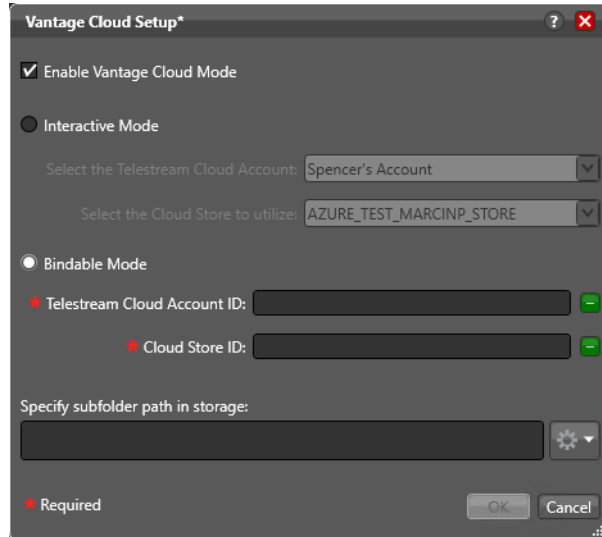 Vantage Cloud Setup*
?
Enable Vantage Cloud Mode
Interactive Mode
Select the Telestream Cloud Account: Spencer's Account
Select the Cloud Store to utilize: AZURE_TEST_MARCINP_STORE
Bindable Mode
* Telestream Cloud Account ID:
* Cloud Store ID:
Specify subfolder path in storage:
* Required OK Cancel